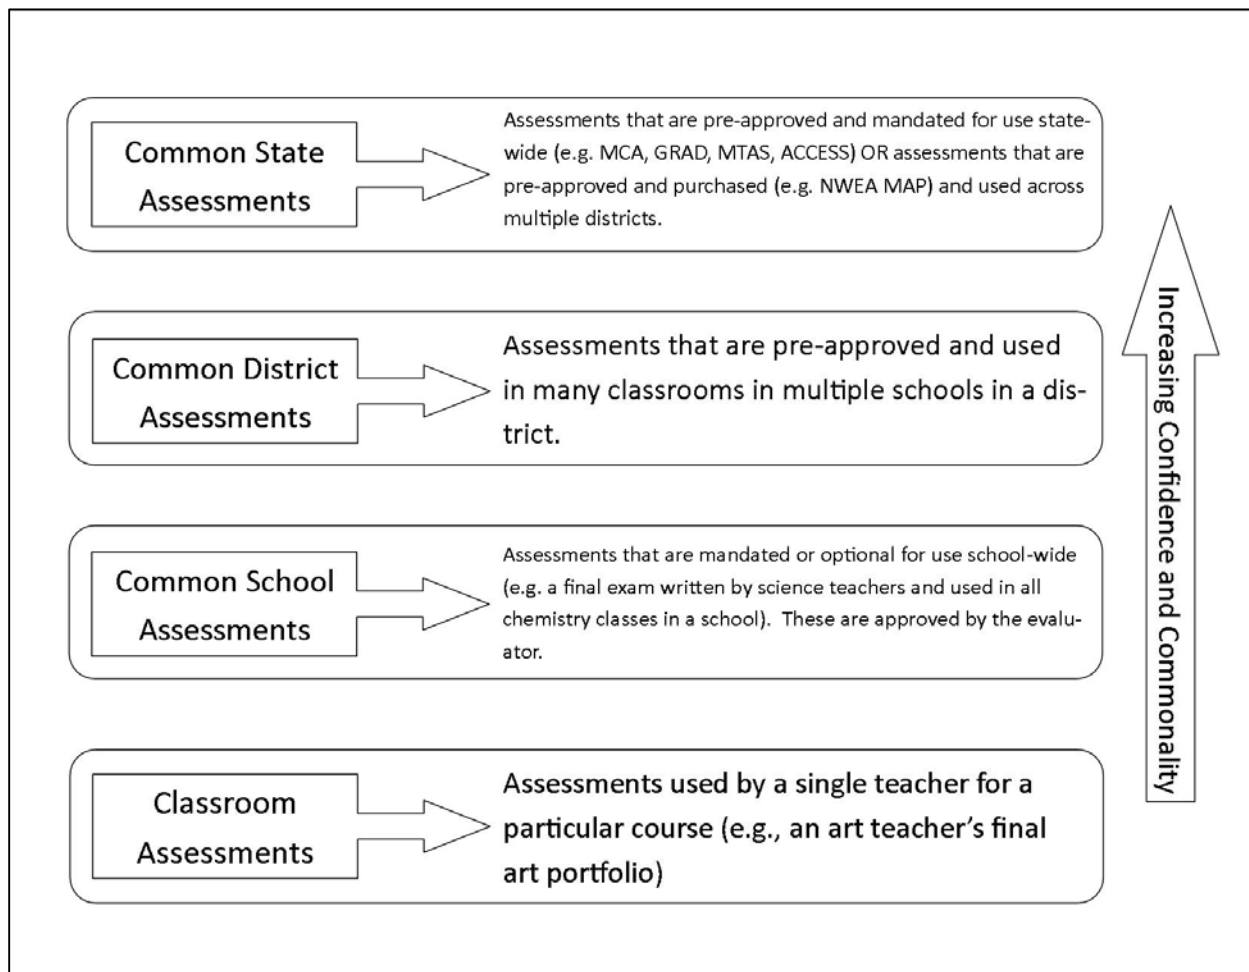 Common State
Assessments
Assessments that are pre-approved and mandated for use state-
wide (e.g. MCA, GRAD, MTAS, ACCESS) OR assessments that are
pre-approved and purchased (e.g. NWEA MAP) and used across
multiple districts.
Common District
Assessments
Assessments that are pre-approved and used
in many classrooms in multiple schools in a dis-
trict.
Common School
Assessments
Assessments that are mandated or optional for use school-wide
(e.g. a final exam written by science teachers and used in all
chemistry classes in a school).  These are approved by the evalu-
ator.
Classroom
Assessments
Assessments used by a single teacher for a
particular course (e.g., an art teacher’s final
art portfolio)
Increasing Confidence and Commonality